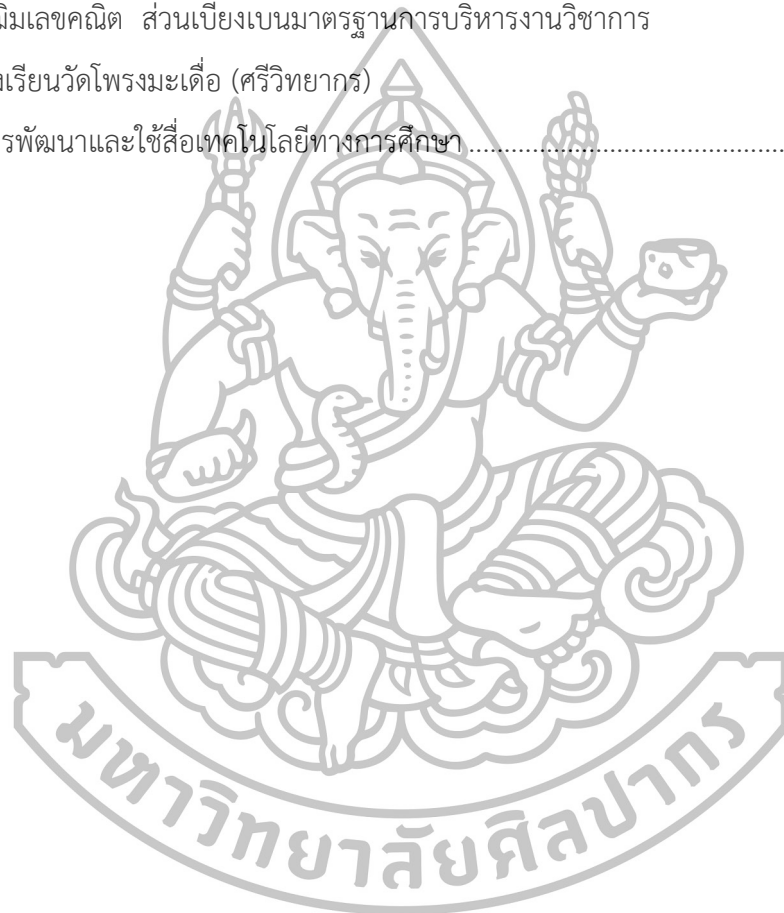 มิมเลขคณิต ส่วนเบี่ยงเบนมาตรฐานการบริหารงานวิชาการ
งเรียนวัดโพรงมะเดื่อ (ศรีวิทยากร)
รพัฒนาและใช้สื่อเทคโนโลยีทางการศึกษา ................................................
มหาวิทยาลัยศิลปากร